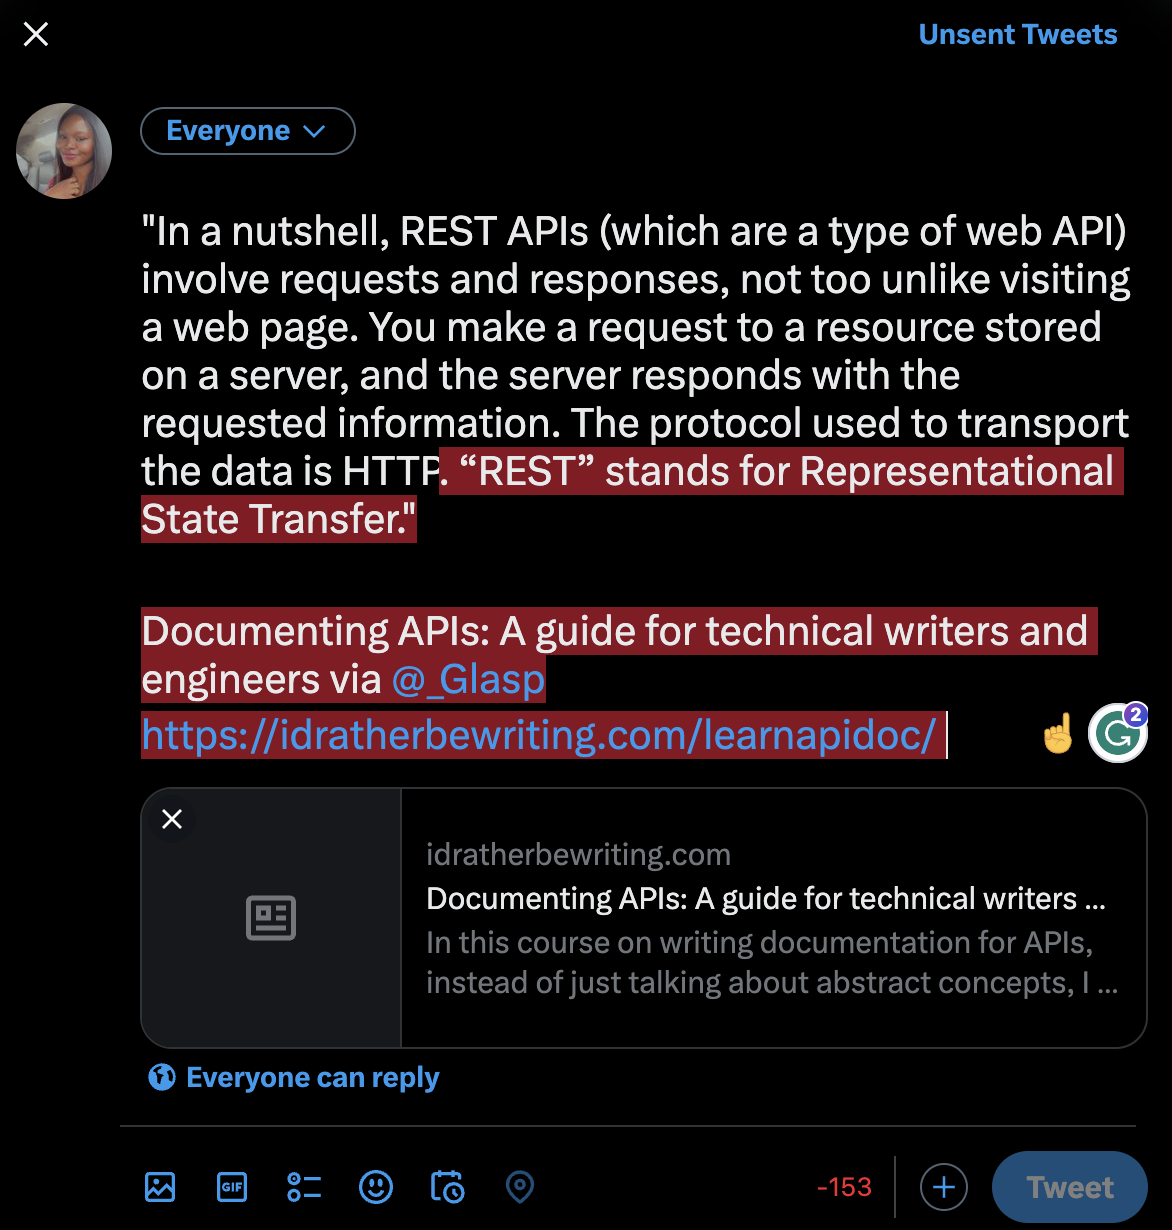 Unsent Tweets
Everyone
"In a nutshell, REST APIs (which are a type of web API)
involve requests and responses, not too unlike visiting
a web page. You make a request to a resource stored
on a server, and the server responds with the
requested information. The protocol used to transport
the data is HTTP. “REST” stands for Representational
State Transfer."
Documenting APIs: A guide for technical writers and
engineers via @_Glasp
https://idratherbewriting.com/learnapidoc/
2
idratherbewriting.com
Documenting APIs: A guide for technical writers ...
In this course on writing documentation for APIs,
instead of just talking about abstract concepts, I ...
Everyone can reply
GIF
-153
Tweet